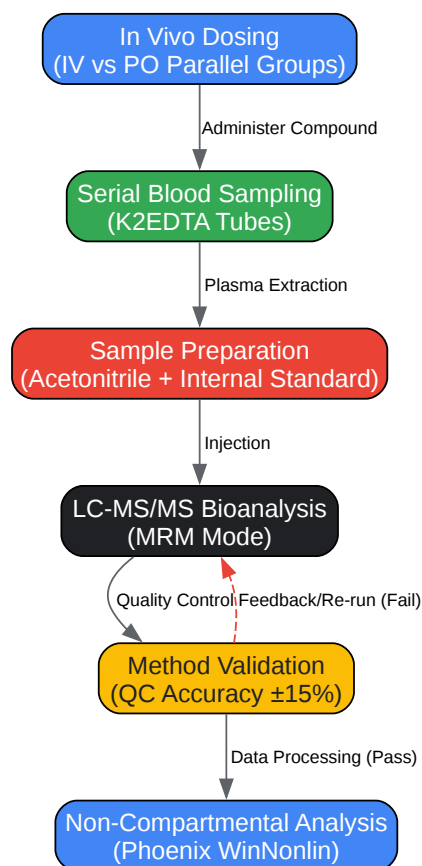 In Vivo Dosing
(IV vs PO Parallel Groups)
Administer Compound
Serial Blood Sampling
(K2EDTA Tubes)
Plasma Extraction
Sample Preparation
(Acetonitrile + Internal Standard)
Injection
LC-MS/MS Bioanalysis
(MRM Mode)
Quality Control
Feedback/Re-run (Fail)
Method Validation
(QC Accuracy ±15%)
Data Processing (Pass)
Non-Compartmental Analysis
(Phoenix WinNonlin)